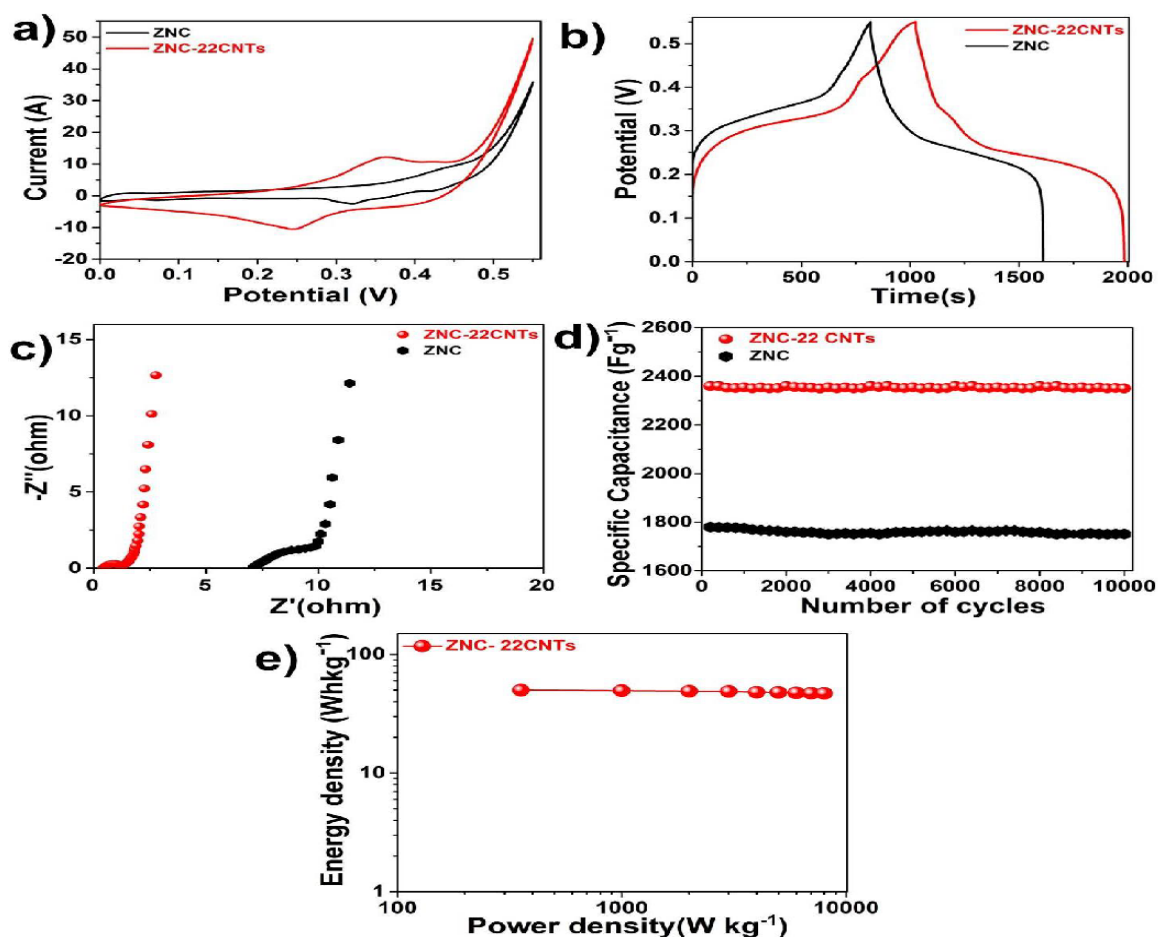 a)
ZNC
ZNC-22CNTs
50
40
30
20
10
0
-10
-20
Current (A)
0.0 0.1 0.2 0.3 0.4 0.5
Potential (V)
b)
ZNC-22CNTs
ZNC
0.5
0.4
0.3
0.2
0.1
0.0
Potential (V)
0 500 1000 1500 2000
Time(s)
c)
ZNC-22CNTs
ZNC
15
10
5
0
-Z''(ohm)
0 5 10 15 20
Z'(ohm)
d)
ZNC-22 CNTs
ZNC
2600
2400
2200
2000
1800
1600
Specific Capacitance (Fg⁻¹)
0 2000 4000 6000 8000 10000
Number of cycles
e)
ZNC- 22CNTs
100
10
1
Energy density (Whkg⁻¹)
100 1000 10000
Power density(W kg⁻¹)